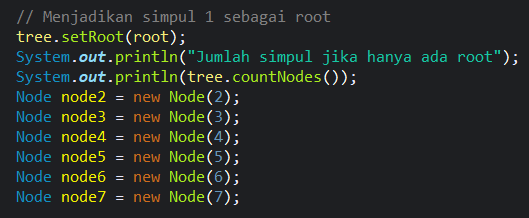 // Menjadikan simpul 1 sebagai root
tree.setRoot(root);
System.out.println("Jumlah simpul jika hanya ada root");
System.out.println(tree.countNodes());
Node node2 = new Node(2);
Node node3 = new Node(3);
Node node4 = new Node(4);
Node node5 = new Node(5);
Node node6 = new Node(6);
Node node7 = new Node(7);